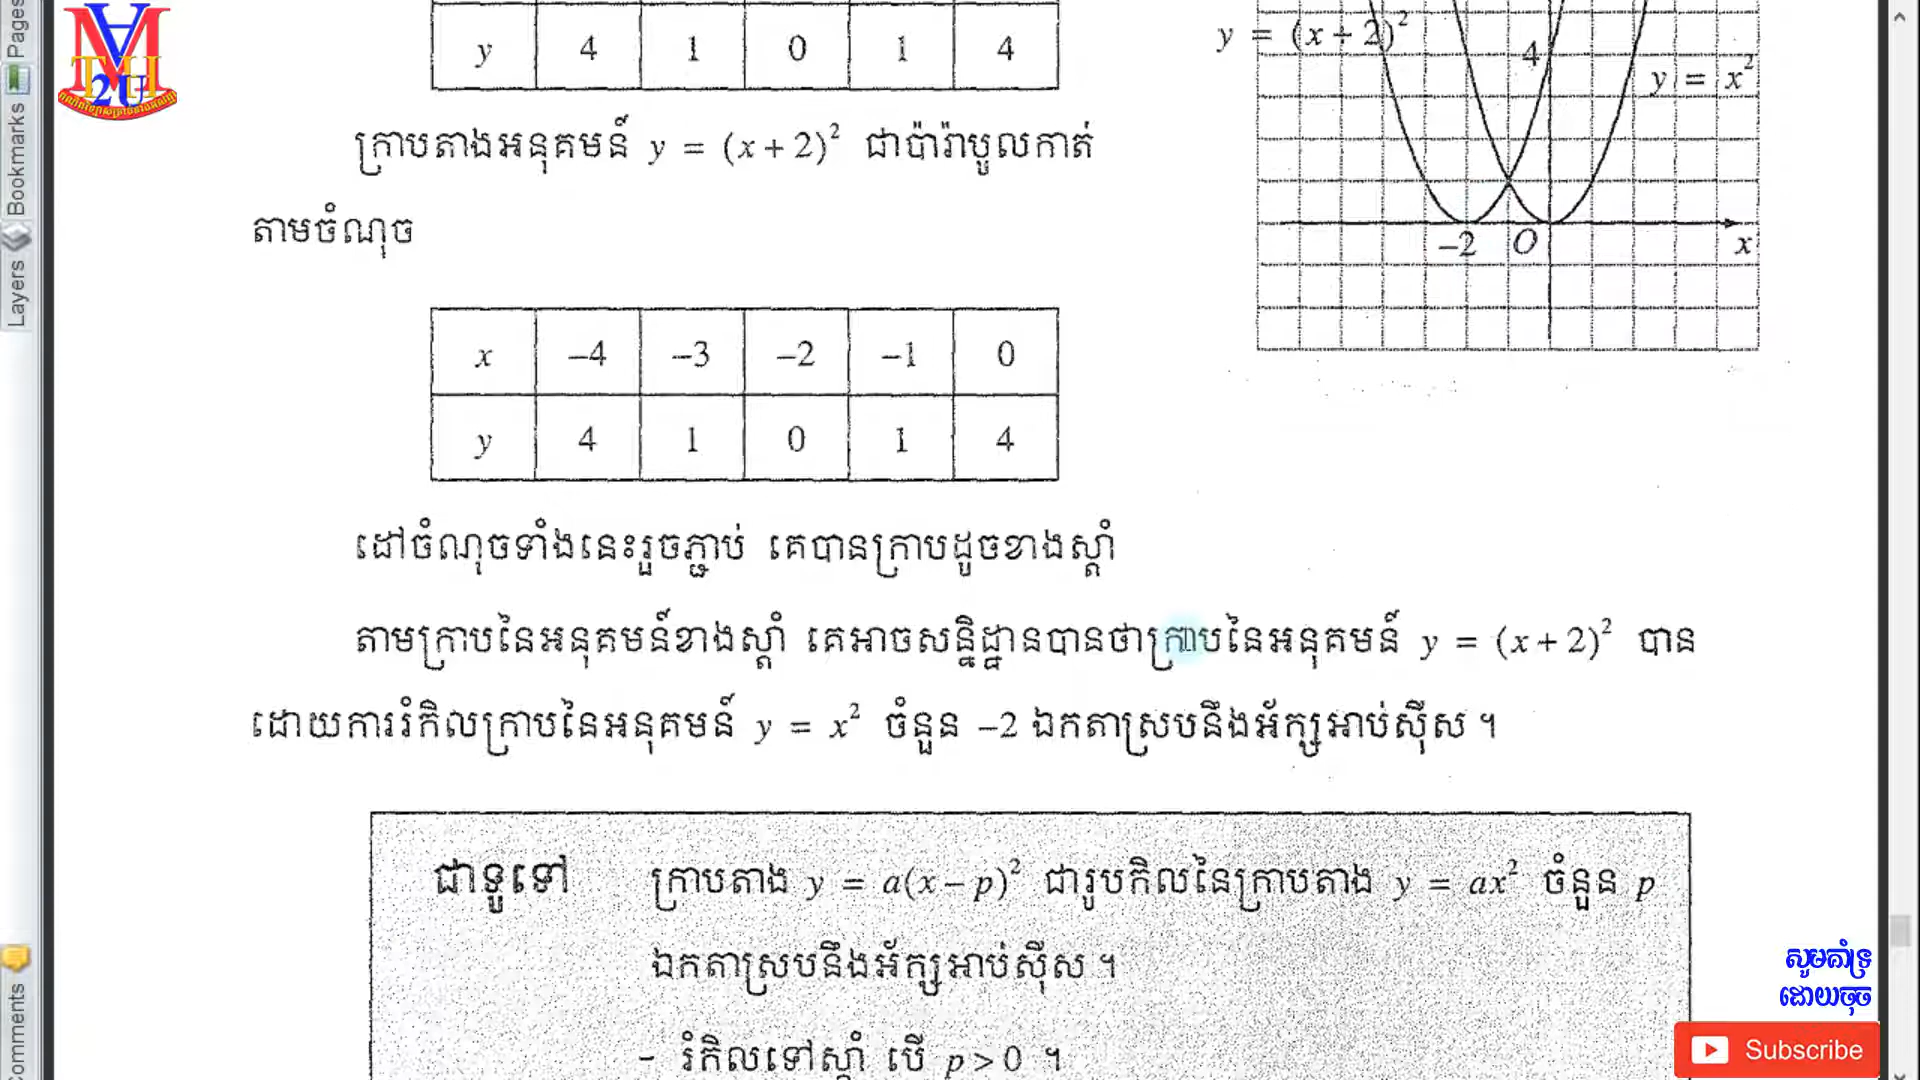 Pages
Bookmarks
Layers
Comments
MATH
2U
y 4 1 0 1 4
y = (x+2)²
4
y = x²
-2 O x
ក្រាបតាងអនុគមន៍ y = (x+2)² ជាប៉ារ៉ាបូលកាត់
តាមចំណុច
x –4 –3 –2 –1 0
y 4 1 0 1 4
ដៅចំណុចទាំងនេះរួចភ្ជាប់ គេបានក្រាបដូចខាងស្ដាំ
តាមក្រាបនៃអនុគមន៍ខាងស្ដាំ គេអាចសន្និដ្ឋានបានថាក្រាបនៃអនុគមន៍ y = (x+2)² បាន
ដោយការរំកិលក្រាបនៃអនុគមន៍ y = x² ចំនួន –2 ឯកតាស្របនឹងអ័ក្សអាប់ស៊ីស ។
ជាទូទៅ ក្រាបតាង y = a(x–p)² ជារូបកិលនៃក្រាបតាង y = ax² ចំនួន p
ឯកតាស្របនឹងអ័ក្សអាប់ស៊ីស ។
- រំកិលទៅស្ដាំ បើ p > 0 ។
សូមគាំទ្រ
ដោយចុច
Subscribe